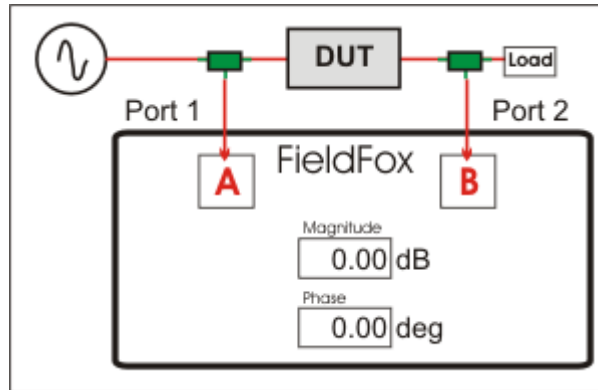 DUT
Load
Port 1
Port 2
FieldFox
A
B
Magnitude
0.00 dB
Phase
0.00 deg